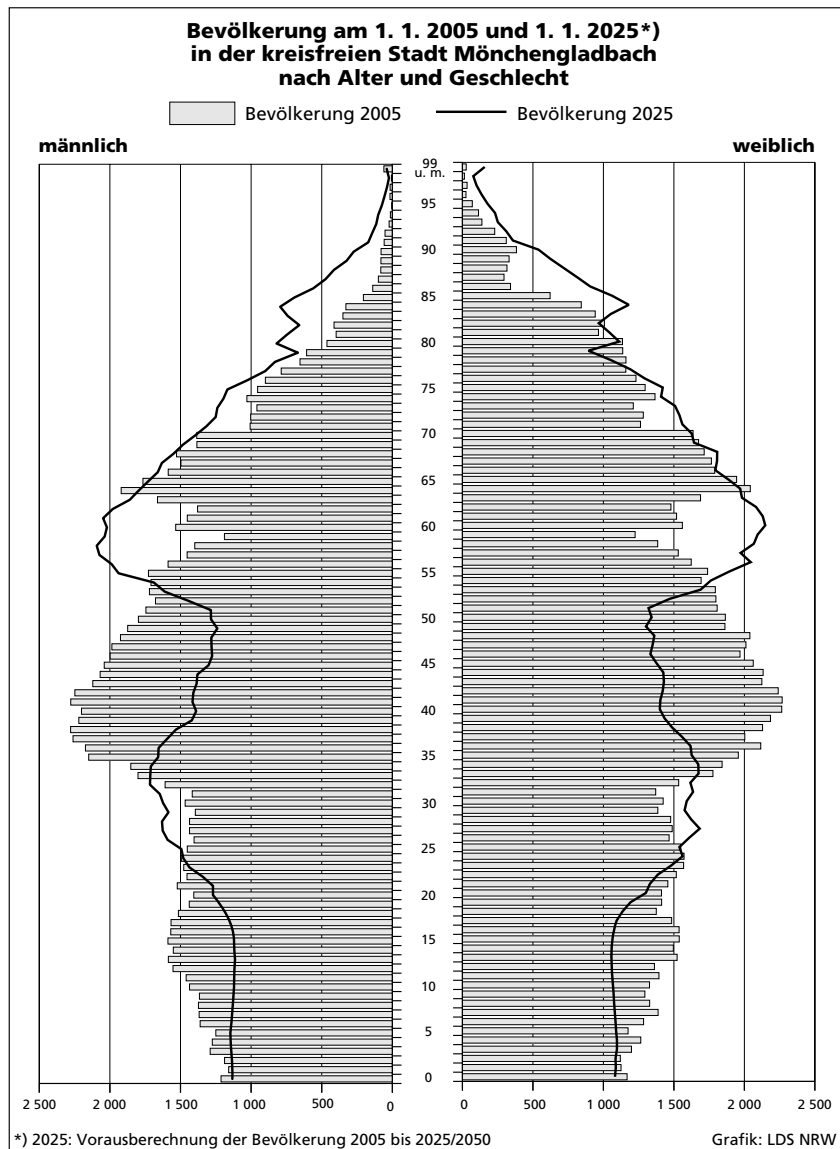 Bevölkerung am 1. 1. 2005 und 1. 1. 2025*)
in der kreisfreien Stadt Mönchengladbach
nach Alter und Geschlecht
Bevölkerung 2005 Bevölkerung 2025
männlich weiblich
99
u. m.
95
90
85
80
75
70
65
60
55
50
45
40
35
30
25
20
15
10
5
0
2 500 2 000 1 500 1 000 500 0 0 500 1 000 1 500 2 000 2 500
*) 2025: Vorausberechnung der Bevölkerung 2005 bis 2025/2050 Grafik: LDS NRW